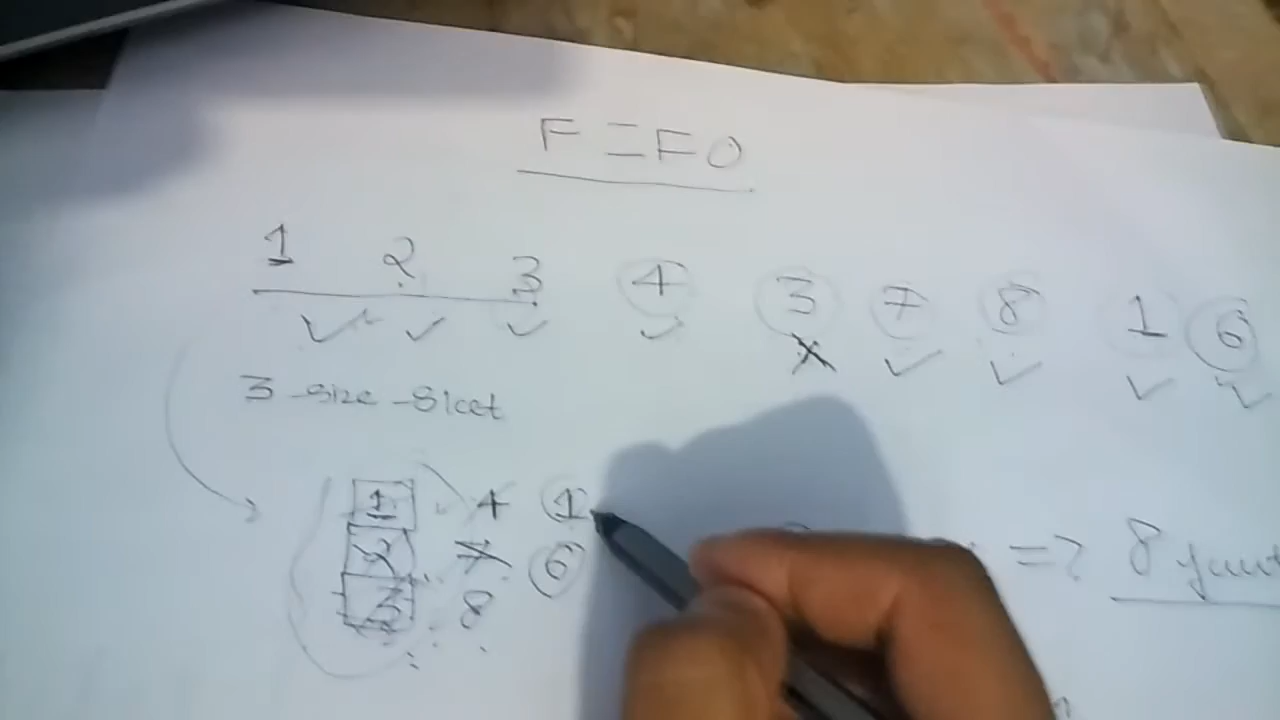 FIFO
1 2 3 4 3 7 8 1 6
3-size-Slot
1 4 1
2 7 6
3 8
=> 8